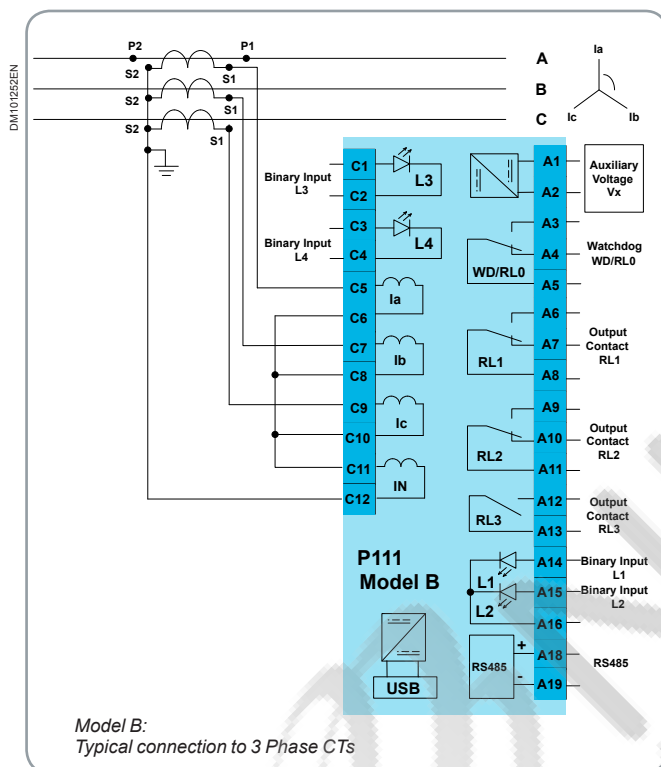 DM101252EN
P2
P1
A
Ia
S2
S1
B
S2
S1
Ic
Ib
C
S2
S1
Binary Input
L3
C1
C2
L3
Binary Input
L4
C3
C4
L4
C5
C6
Ia
C7
C8
Ib
C9
C10
Ic
C11
C12
IN
A1
A2
Auxiliary
Voltage
Vx
A3
A4
A5
WD/RL0
Watchdog
WD/RL0
A6
A7
A8
RL1
Output
Contact
RL1
A9
A10
A11
RL2
Output
Contact
RL2
A12
A13
RL3
Output
Contact
RL3
P111
Model B
A14
L1
Binary Input
L1
A15
L2
Binary Input
L2
A16
USB
RS485
+
-
A18
A19
RS485
Model B:
Typical connection to 3 Phase CTs